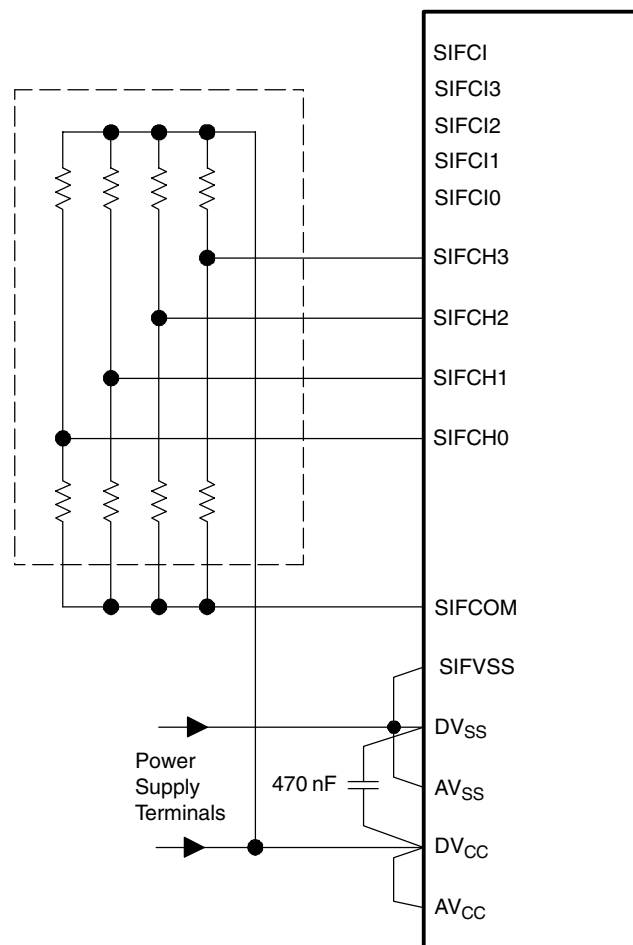 SIFCI
SIFCI3
SIFCI2
SIFCI1
SIFCI0
SIFCH3
SIFCH2
SIFCH1
SIFCH0
SIFCOM
SIFVSS
DVSS
Power
Supply
Terminals
470 nF
AVSS
DVCC
AVCC